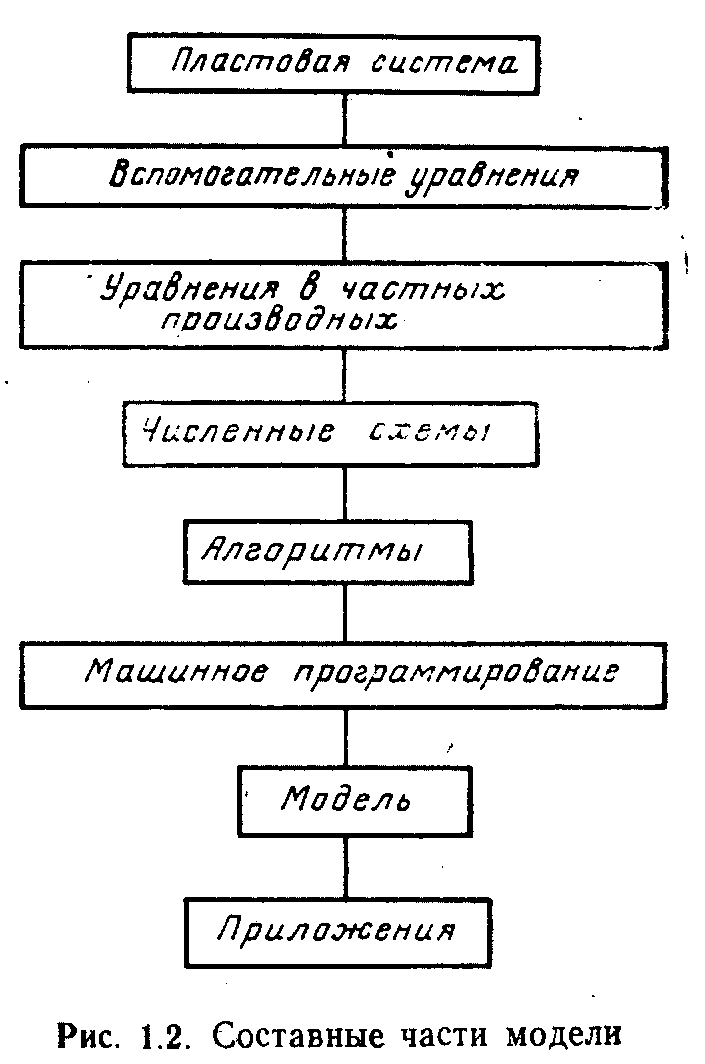 Пластовая система
Вспомогательные уравнения
Уравнения в частных
производных
Численные схемы
Алгоритмы
Машинное программирование
Модель
Приложения
Рис. 1.2. Составные части модели